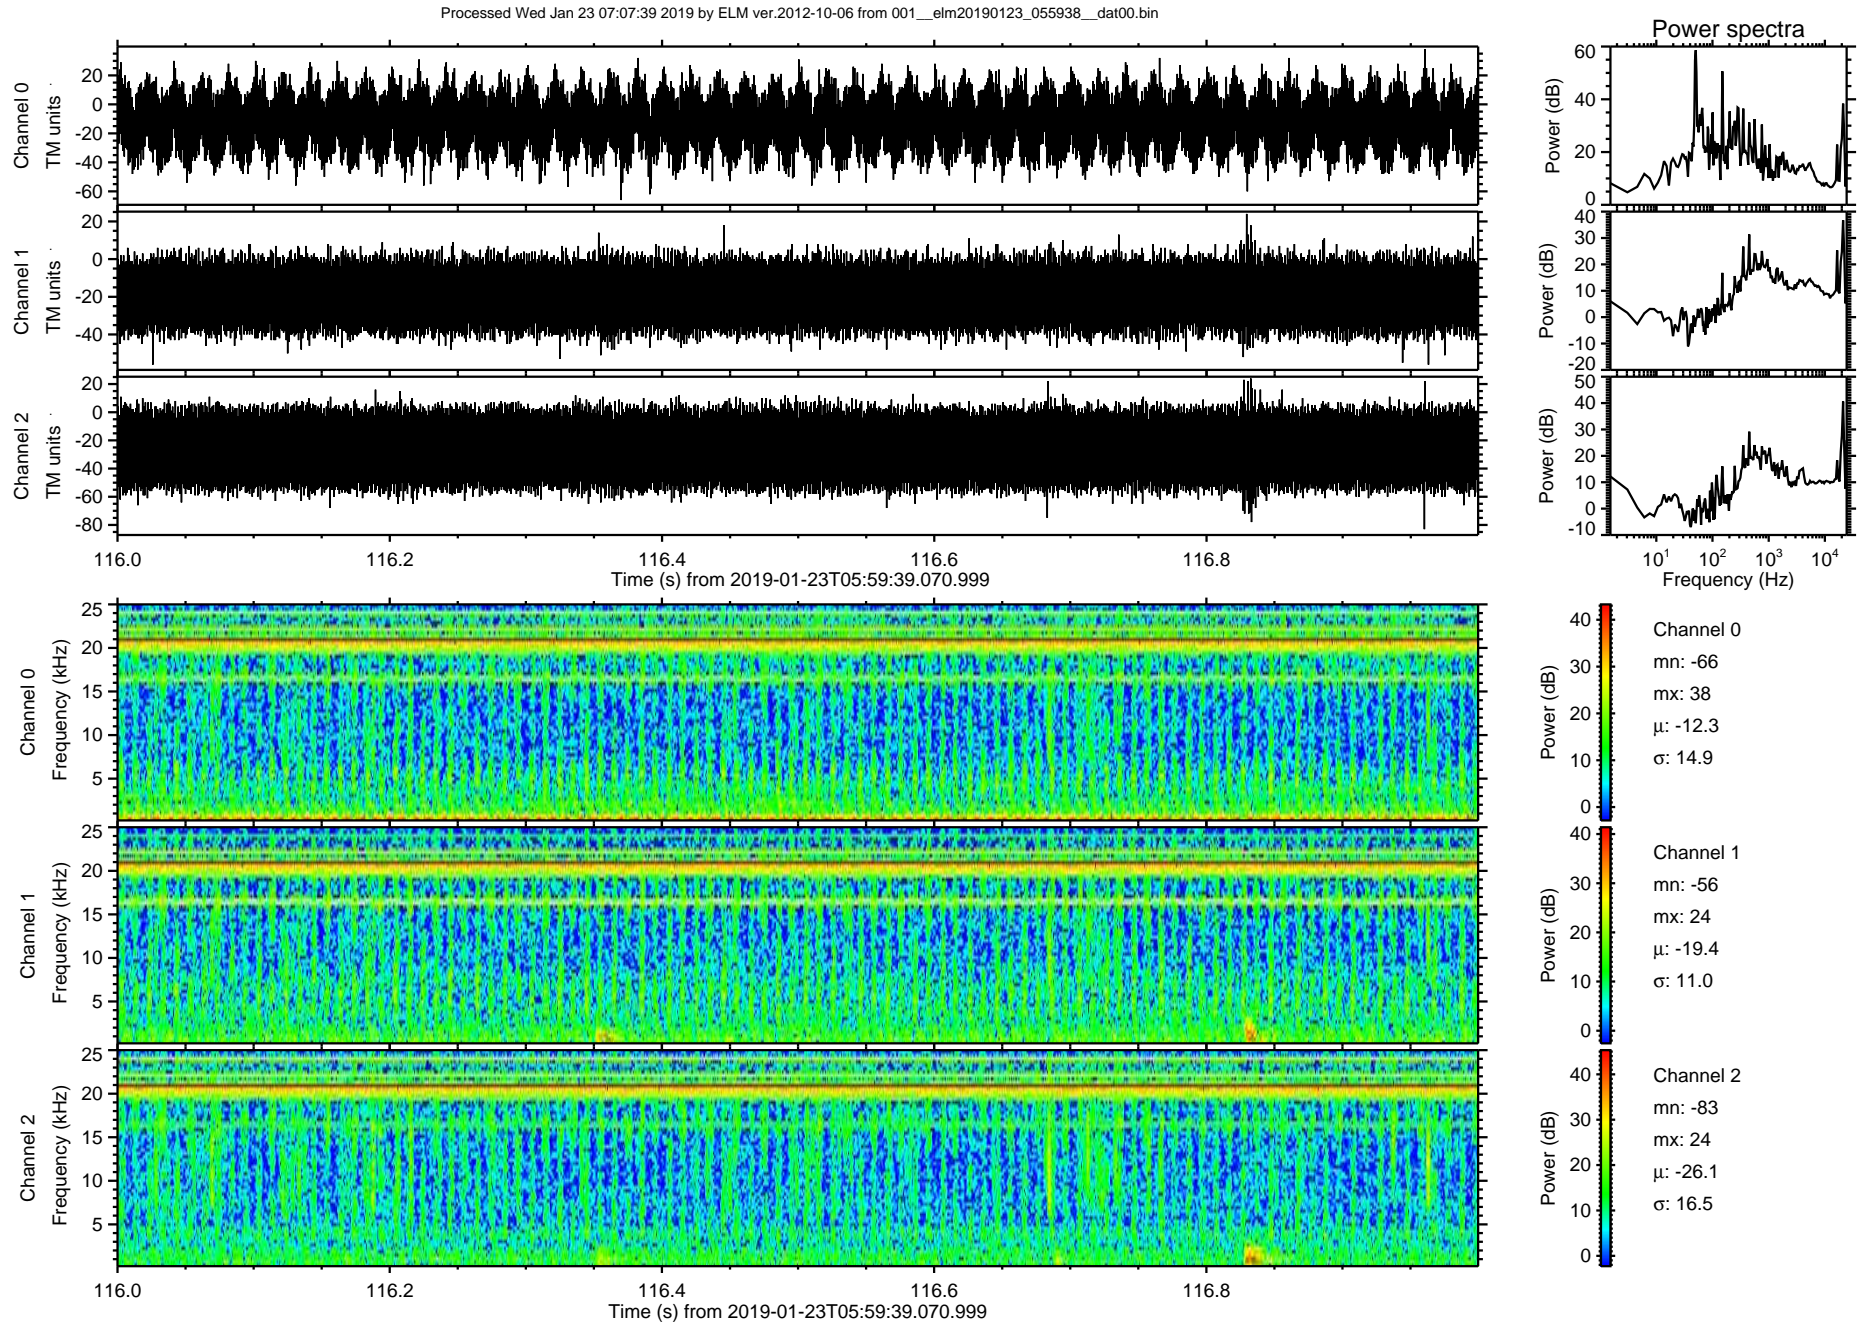 Processed Wed Jan 23 07:07:39 2019 by ELM ver.2012-10-06 from 001__elm20190123_055938__dat00.bin
Power spectra
Channel 0
TM units
20
0
-20
-40
-60
Power (dB)
60
40
20
0
Channel 1
TM units
20
0
-20
-40
Power (dB)
40
30
20
10
0
-10
-20
Channel 2
TM units
20
0
-20
-40
-60
-80
Power (dB)
50
40
30
20
10
0
-10
116.0 116.2 116.4 116.6 116.8
Time (s) from 2019-01-23T05:59:39.070.999
10^1 10^2 10^3 10^4
Frequency (Hz)
Channel 0
Frequency (kHz)
25
20
15
10
5
Power (dB)
40
30
20
10
0
Channel 0
mn: -66
mx: 38
μ: -12.3
σ: 14.9
Channel 1
Frequency (kHz)
25
20
15
10
5
Power (dB)
40
30
20
10
0
Channel 1
mn: -56
mx: 24
μ: -19.4
σ: 11.0
Channel 2
Frequency (kHz)
25
20
15
10
5
Power (dB)
40
30
20
10
0
Channel 2
mn: -83
mx: 24
μ: -26.1
σ: 16.5
116.0 116.2 116.4 116.6 116.8
Time (s) from 2019-01-23T05:59:39.070.999